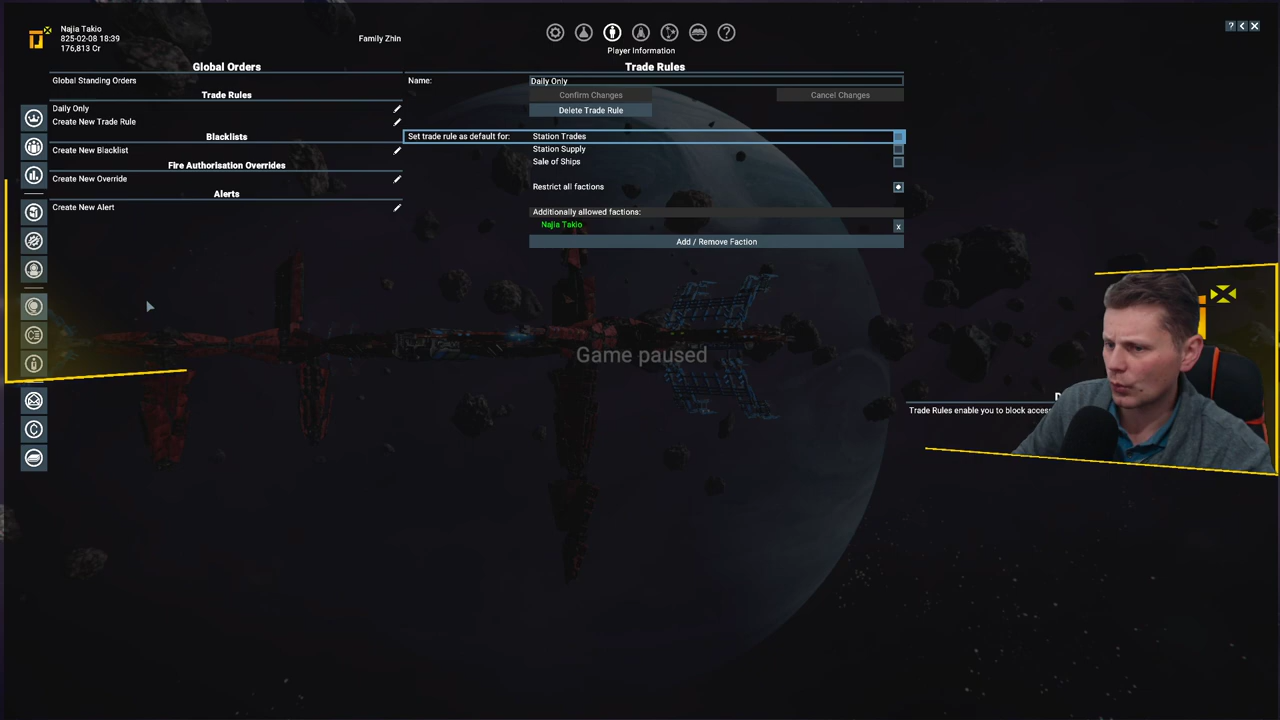 Najia Takio
825-02-08 18:39
176,813 Cr
Family Zhin
Player Information
Global Orders
Global Standing Orders
Trade Rules
Daily Only
Create New Trade Rule
Blacklists
Create New Blacklist
Fire Authorisation Overrides
Create New Override
Alerts
Create New Alert
Trade Rules
Name:
Daily Only
Confirm Changes
Cancel Changes
Delete Trade Rule
Set trade rule as default for:
Station Trades
Station Supply
Sale of Ships
Restrict all factions
Additionally allowed factions:
Najia Takio
x
Add / Remove Faction
Game paused
Trade Rules enable you to block access